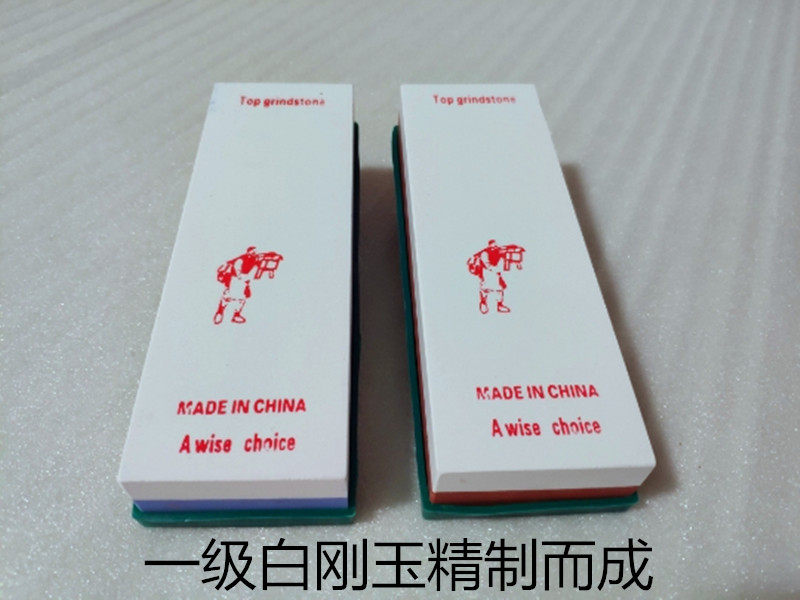 Top grindstone
MADE IN CHINA
A wise choice
Top grindstone
MADE IN CHINA
A wise choice
一级白刚玉精制而成